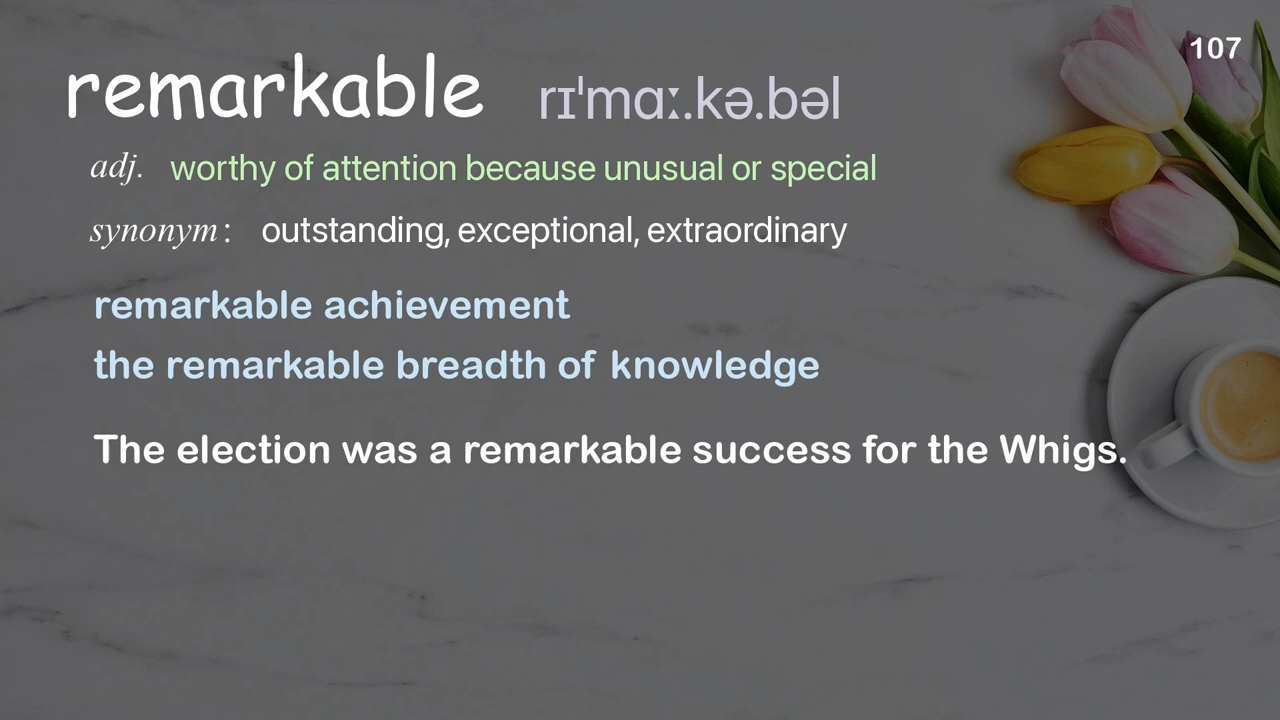 107
remarkable rɪˈmɑː.kə.bəl
adj. worthy of attention because unusual or special
synonym: outstanding, exceptional, extraordinary
remarkable achievement
the remarkable breadth of knowledge
The election was a remarkable success for the Whigs.